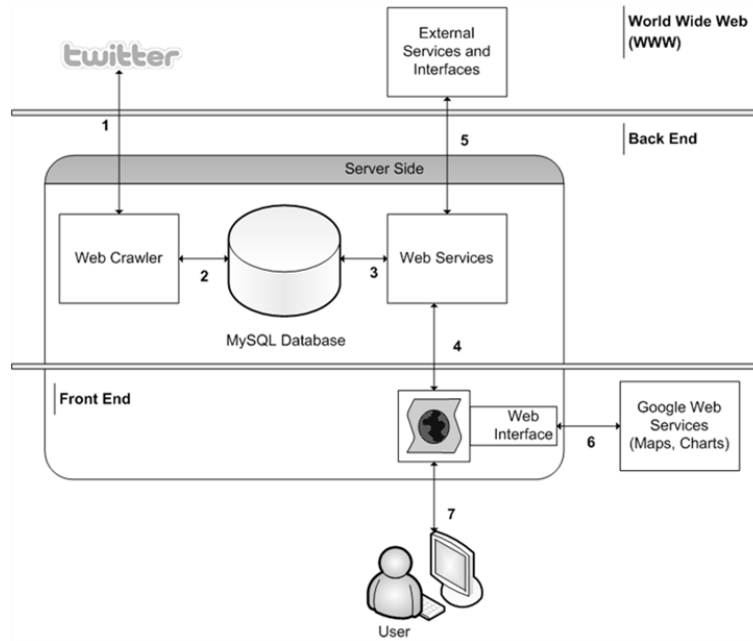 World Wide Web
(WWW)
twitter
External
Services and
Interfaces
1
5
Back End
Server Side
Web Crawler
2
3
Web Services
MySQL Database
4
Front End
Web
Interface
6
Google Web
Services
(Maps, Charts)
7
User